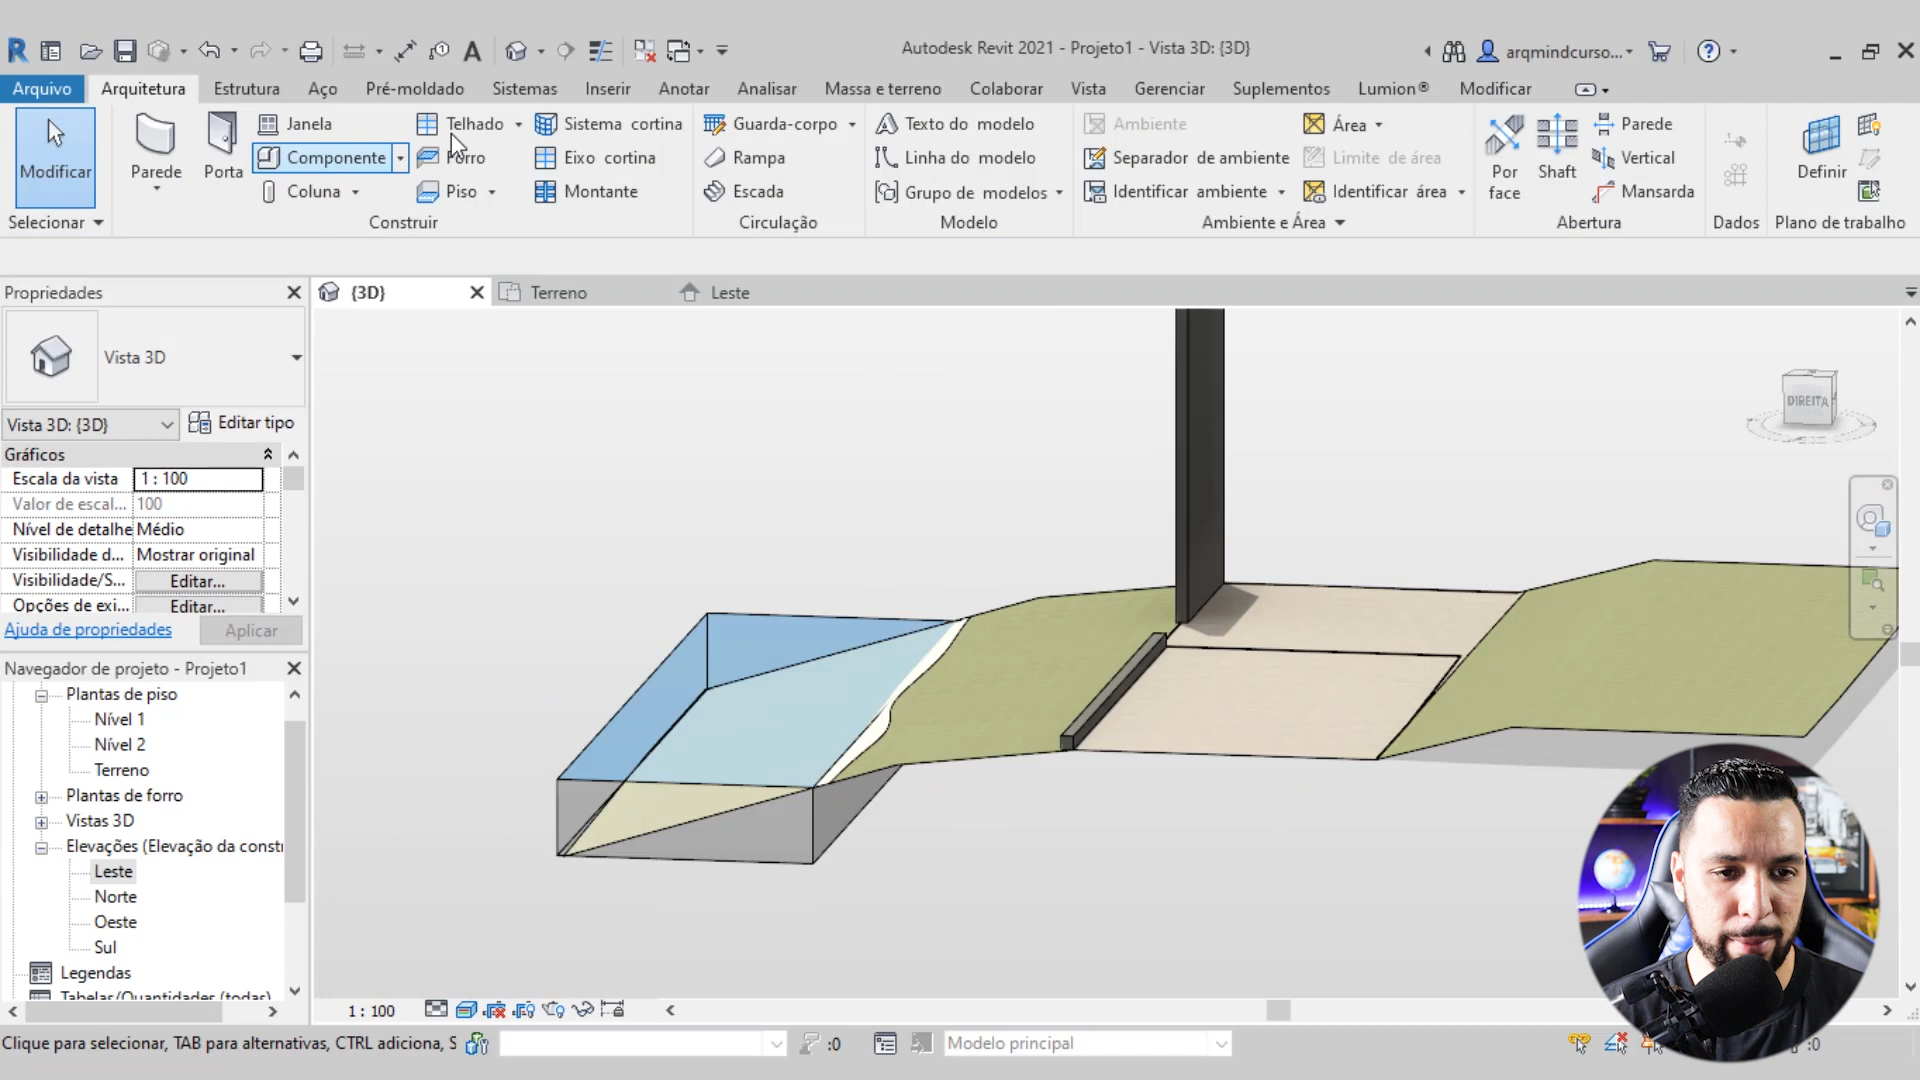 Autodesk Revit 2021 - Projeto1 - Vista 3D: {3D}
arqmindcurso...
Arquivo Arquitetura Estrutura Aço Pré-moldado Sistemas Inserir Anotar Analisar Massa e terreno Colaborar Vista Gerenciar Suplementos Lumion® Modificar
Modificar
Selecionar
Parede
Porta
Janela
Componente
Coluna
Telhado
Forro
Piso
Sistema cortina
Eixo cortina
Montante
Construir
Guarda-corpo
Rampa
Escada
Circulação
Texto do modelo
Linha do modelo
Grupo de modelos
Modelo
Ambiente
Separador de ambiente
Identificar ambiente
Área
Limite de área
Identificar área
Ambiente e Área
Por
face
Shaft
Parede
Vertical
Mansarda
Abertura
Dados
Definir
Plano de trabalho
Propriedades
{3D}
Terreno
Leste
Vista 3D
Vista 3D: {3D}
Editar tipo
Gráficos
Escala da vista 1 : 100
Valor de escal... 100
Nível de detalhe Médio
Visibilidade d... Mostrar original
Visibilidade/S... Editar...
Opções de exi... Editar...
Ajuda de propriedades
Aplicar
Navegador de projeto - Projeto1
Plantas de piso
Nível 1
Nível 2
Terreno
Plantas de forro
Vistas 3D
Elevações (Elevação da constr
Leste
Norte
Oeste
Sul
Legendas
Tabelas/Quantidades (todas)
DIREITA
1 : 100
Clique para selecionar, TAB para alternativas, CTRL adiciona, S
:0
Modelo principal
:0